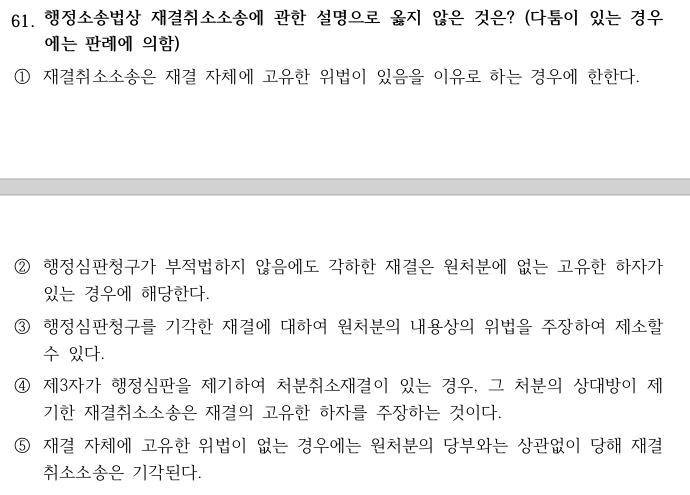 61. 행정소송법상 재결취소소송에 관한 설명으로 옳지 않은 것은? (다툼이 있는 경우
에는 판례에 의함)
① 재결취소소송은 재결 자체에 고유한 위법이 있음을 이유로 하는 경우에 한한다.
② 행정심판청구가 부적법하지 않음에도 각하한 재결은 원처분에 없는 고유한 하자가
있는 경우에 해당한다.
③ 행정심판청구를 기각한 재결에 대하여 원처분의 내용상의 위법을 주장하여 제소할
수 있다.
④ 제3자가 행정심판을 제기하여 처분취소재결이 있는 경우, 그 처분의 상대방이 제
기한 재결취소소송은 재결의 고유한 하자를 주장하는 것이다.
⑤ 재결 자체에 고유한 위법이 없는 경우에는 원처분의 당부와는 상관없이 당해 재결
취소소송은 기각된다.